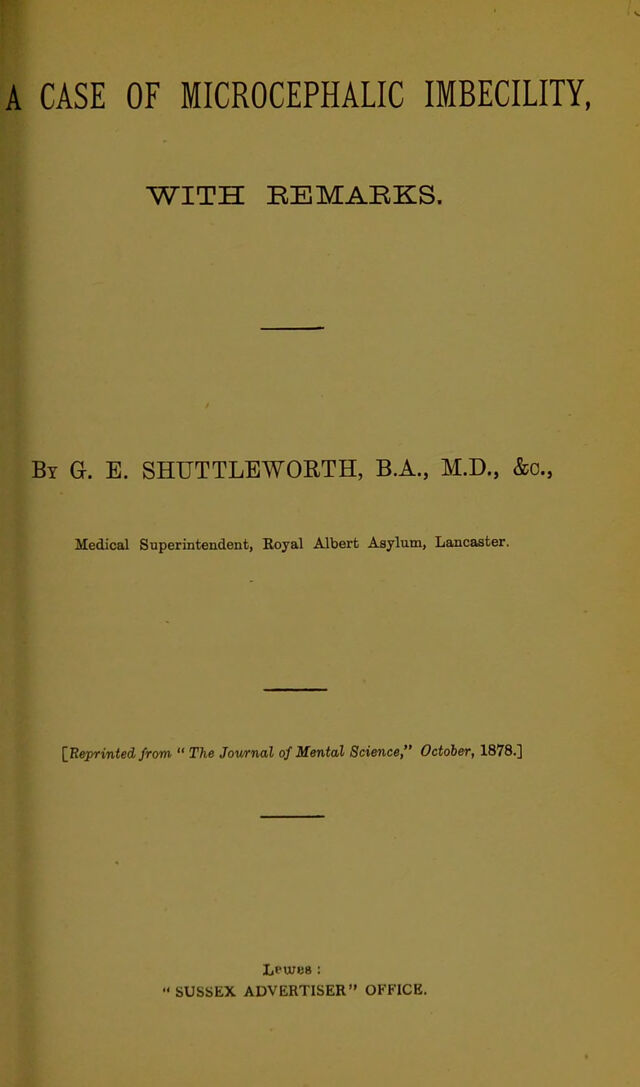 A CASE OF MICROCEPHALIC IMBECILITY,
WITH REMARKS.
By G. E. SHUTTLEWORTH, B.A., M.D., &c.,
Medical Superintendent, Royal Albert Asylum, Lancaster.
[Reprinted from “ The Journal of Mental Science,” October, 1878.]
Lewes :
“ SUSSEX ADVERTISER” OFFICE.